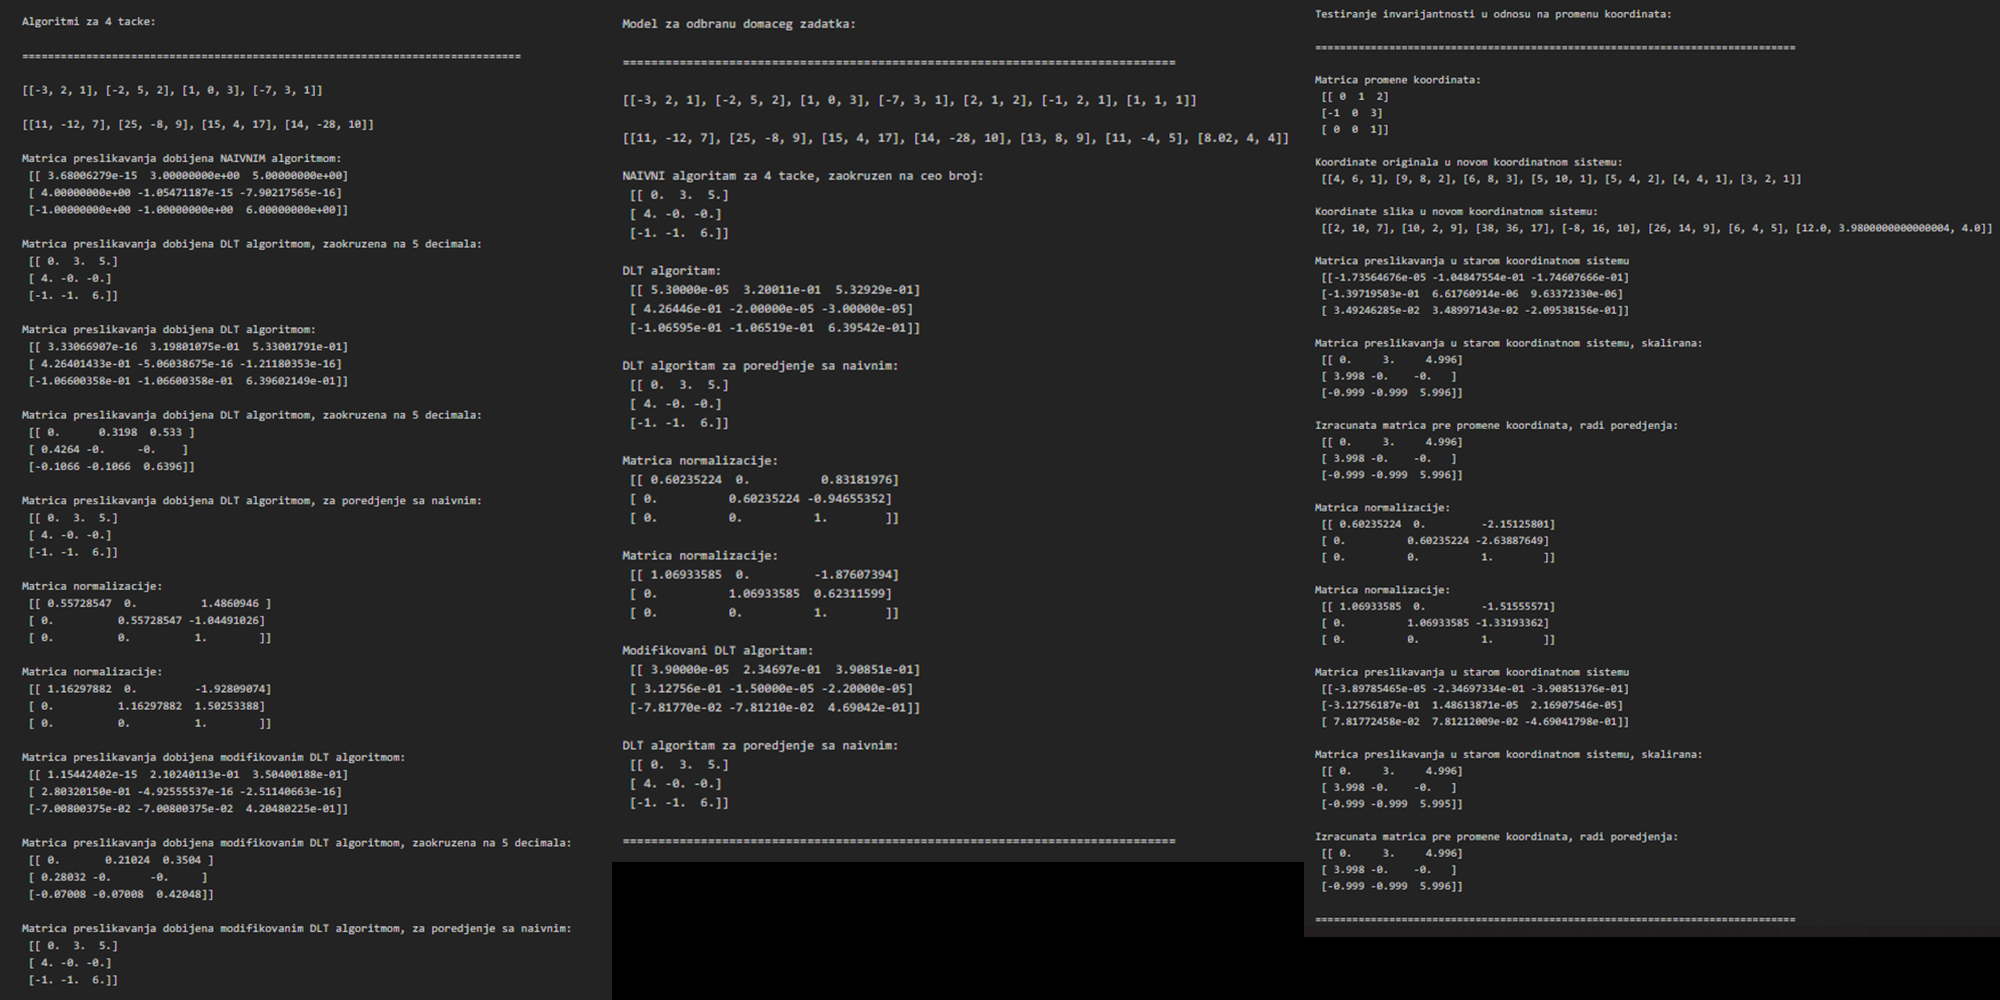 Algoritmi za 4 tacke:
==============================================================================
[[-3, 2, 1], [-2, 5, 2], [1, 0, 3], [-7, 3, 1]]
[[11, -12, 7], [25, -8, 9], [15, 4, 17], [14, -28, 10]]
Matrica preslikavanja dobijena NAIVNIM algoritmom:
[[ 3.68006279e-15  3.00000000e+00  5.00000000e+00]
[ 4.00000000e+00 -1.05471187e-15 -7.90217565e-16]
[-1.00000000e+00 -1.00000000e+00  6.00000000e+00]]
Matrica preslikavanja dobijena DLT algoritmom, zaokruzena na 5 decimala:
[[ 0.  3.  5.]
[ 4. -0. -0.]
[-1. -1.  6.]]
Matrica preslikavanja dobijena DLT algoritmom:
[[ 3.33066907e-16  3.19801075e-01  5.33001791e-01]
[ 4.26401433e-01 -5.06038675e-16 -1.21180353e-16]
[-1.06600358e-01 -1.06600358e-01  6.39602149e-01]]
Matrica preslikavanja dobijena DLT algoritmom, zaokruzena na 5 decimala:
[[ 0.      0.3198  0.533 ]
[ 0.4264 -0.     -0.    ]
[-0.1066 -0.1066  0.6396]]
Matrica preslikavanja dobijena DLT algoritmom, za poredjenje sa naivnim:
[[ 0.  3.  5.]
[ 4. -0. -0.]
[-1. -1.  6.]]
Matrica normalizacije:
[[ 0.55728547  0.          1.4860946 ]
[ 0.          0.55728547 -1.04491026]
[ 0.          0.          1.        ]]
Matrica normalizacije:
[[ 1.16297882  0.         -1.92809074]
[ 0.          1.16297882  1.50253388]
[ 0.          0.          1.        ]]
Matrica preslikavanja dobijena modifikovanim DLT algoritmom:
[[ 1.15442402e-15  2.10240113e-01  3.50400188e-01]
[ 2.80320150e-01 -4.92555537e-16 -2.51140663e-16]
[-7.00800375e-02 -7.00800375e-02  4.20480225e-01]]
Matrica preslikavanja dobijena modifikovanim DLT algoritmom, zaokruzena na 5 decimala:
[[ 0.       0.21024  0.3504 ]
[ 0.28032 -0.      -0.     ]
[-0.07008 -0.07008  0.42048]]
Matrica preslikavanja dobijena modifikovanim DLT algoritmom, za poredjenje sa naivnim:
[[ 0.  3.  5.]
[ 4. -0. -0.]
[-1. -1.  6.]]
Model za odbranu domaceg zadatka:
==============================================================================
[[-3, 2, 1], [-2, 5, 2], [1, 0, 3], [-7, 3, 1], [2, 1, 2], [-1, 2, 1], [1, 1, 1]]
[[11, -12, 7], [25, -8, 9], [15, 4, 17], [14, -28, 10], [13, 8, 9], [11, -4, 5], [8.02, 4, 4]]
NAIVNI algoritam za 4 tacke, zaokruzen na ceo broj:
[[ 0.  3.  5.]
[ 4. -0. -0.]
[-1. -1.  6.]]
DLT algoritam:
[[ 5.30000e-05  3.20011e-01  5.32929e-01]
[ 4.26446e-01 -2.00000e-05 -3.00000e-05]
[-1.06595e-01 -1.06519e-01  6.39542e-01]]
DLT algoritam za poredjenje sa naivnim:
[[ 0.  3.  5.]
[ 4. -0. -0.]
[-1. -1.  6.]]
Matrica normalizacije:
[[ 0.60235224  0.          0.83181976]
[ 0.          0.60235224 -0.94655352]
[ 0.          0.          1.        ]]
Matrica normalizacije:
[[ 1.06933585  0.         -1.87607394]
[ 0.          1.06933585  0.62311599]
[ 0.          0.          1.        ]]
Modifikovani DLT algoritam:
[[ 3.90000e-05  2.34697e-01  3.90851e-01]
[ 3.12756e-01 -1.50000e-05 -2.20000e-05]
[-7.81770e-02 -7.81210e-02  4.69042e-01]]
DLT algoritam za poredjenje sa naivnim:
[[ 0.  3.  5.]
[ 4. -0. -0.]
[-1. -1.  6.]]
==============================================================================
Testiranje invarijantnosti u odnosu na promenu koordinata:
==============================================================================
Matrica promene koordinata:
[[ 0  1  2]
[-1  0  3]
[ 0  0  1]]
Koordinate originala u novom koordinatnom sistemu:
[[4, 6, 1], [9, 8, 2], [6, 8, 3], [5, 10, 1], [5, 4, 2], [4, 4, 1], [3, 2, 1]]
Koordinate slika u novom koordinatnom sistemu:
[[2, 10, 7], [10, 2, 9], [38, 36, 17], [-8, 16, 10], [26, 14, 9], [6, 4, 5], [12.0, 3.9800000000000004, 4.0]]
Matrica preslikavanja u starom koordinatnom sistemu
[[-1.73564676e-05 -1.04847554e-01 -1.74607666e-01]
[-1.39719503e-01  6.61760914e-06  9.63372330e-06]
[ 3.49246285e-02  3.48997143e-02 -2.09538156e-01]]
Matrica preslikavanja u starom koordinatnom sistemu, skalirana:
[[ 0.     3.     4.996]
[ 3.998 -0.    -0.   ]
[-0.999 -0.999  5.996]]
Izracunata matrica pre promene koordinata, radi poredjenja:
[[ 0.     3.     4.996]
[ 3.998 -0.    -0.   ]
[-0.999 -0.999  5.996]]
Matrica normalizacije:
[[ 0.60235224  0.         -2.15125801]
[ 0.          0.60235224 -2.63887649]
[ 0.          0.          1.        ]]
Matrica normalizacije:
[[ 1.06933585  0.         -1.51555571]
[ 0.          1.06933585 -1.33193362]
[ 0.          0.          1.        ]]
Matrica preslikavanja u starom koordinatnom sistemu
[[-3.89785465e-05 -2.34697334e-01 -3.90851376e-01]
[-3.12756187e-01  1.48613871e-05  2.16907546e-05]
[ 7.81772458e-02  7.81212009e-02 -4.69041798e-01]]
Matrica preslikavanja u starom koordinatnom sistemu, skalirana:
[[ 0.     3.     4.996]
[ 3.998 -0.    -0.   ]
[-0.999 -0.999  5.995]]
Izracunata matrica pre promene koordinata, radi poredjenja:
[[ 0.     3.     4.996]
[ 3.998 -0.    -0.   ]
[-0.999 -0.999  5.996]]
==============================================================================